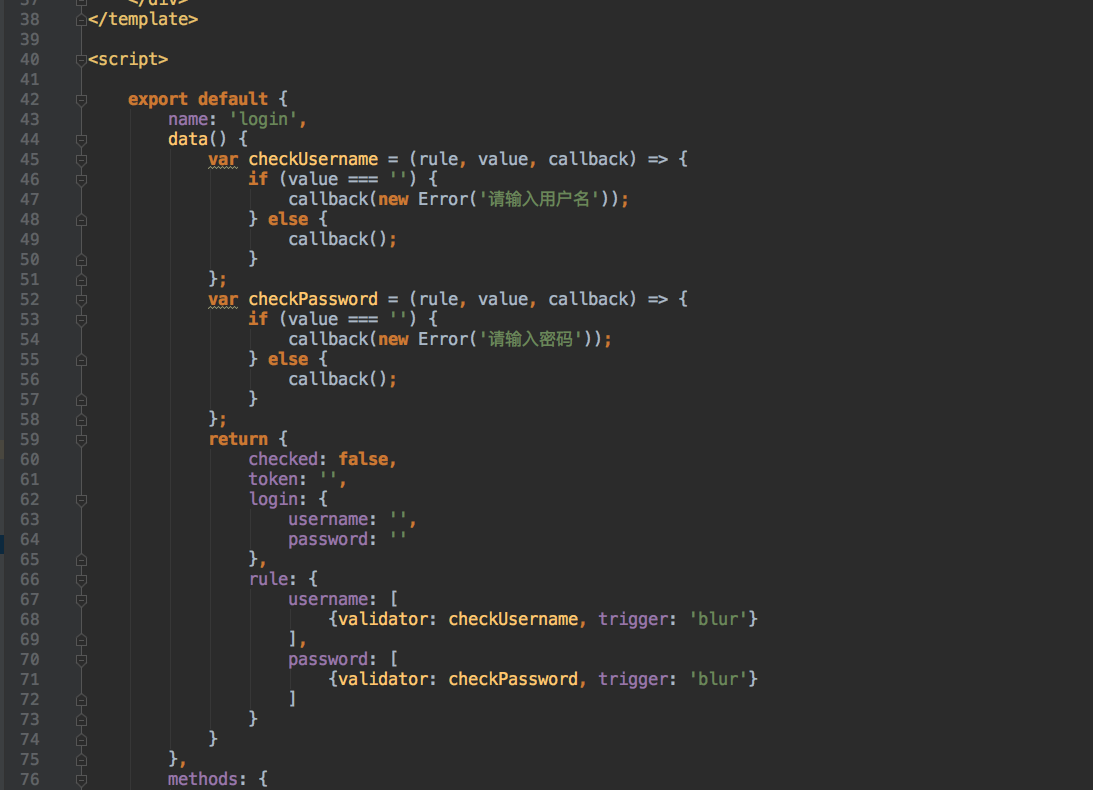 37 </div>
38 </template>
39
40 <script>
41
42 export default {
43 name: 'login',
44 data() {
45 var checkUsername = (rule, value, callback) => {
46 if (value === '') {
47 callback(new Error('请输入用户名'));
48 } else {
49 callback();
50 }
51 };
52 var checkPassword = (rule, value, callback) => {
53 if (value === '') {
54 callback(new Error('请输入密码'));
55 } else {
56 callback();
57 }
58 };
59 return {
60 checked: false,
61 token: '',
62 login: {
63 username: '',
64 password: ''
65 },
66 rule: {
67 username: [
68 {validator: checkUsername, trigger: 'blur'}
69 ],
70 password: [
71 {validator: checkPassword, trigger: 'blur'}
72 ]
73 }
74 }
75 },
76 methods: {